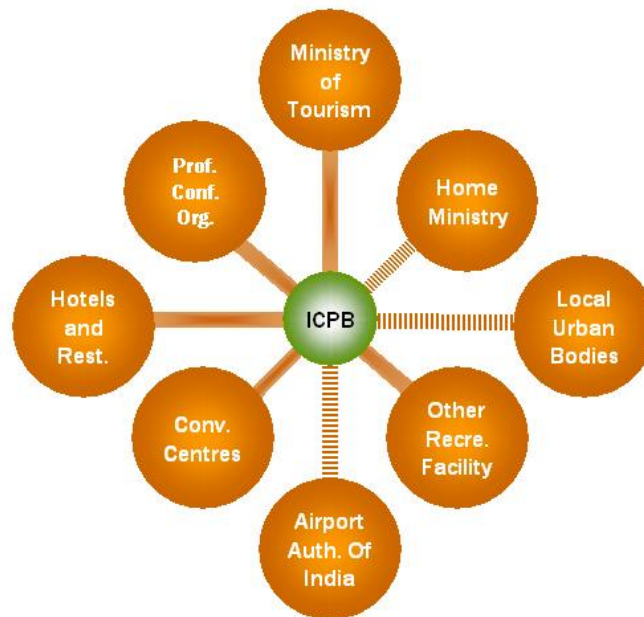 Ministry
of
Tourism
Prof.
Conf.
Org.
Home
Ministry
Hotels
and
Rest.
ICPB
Local
Urban
Bodies
Conv.
Centres
Other
Recre.
Facility
Airport
Auth. Of
India